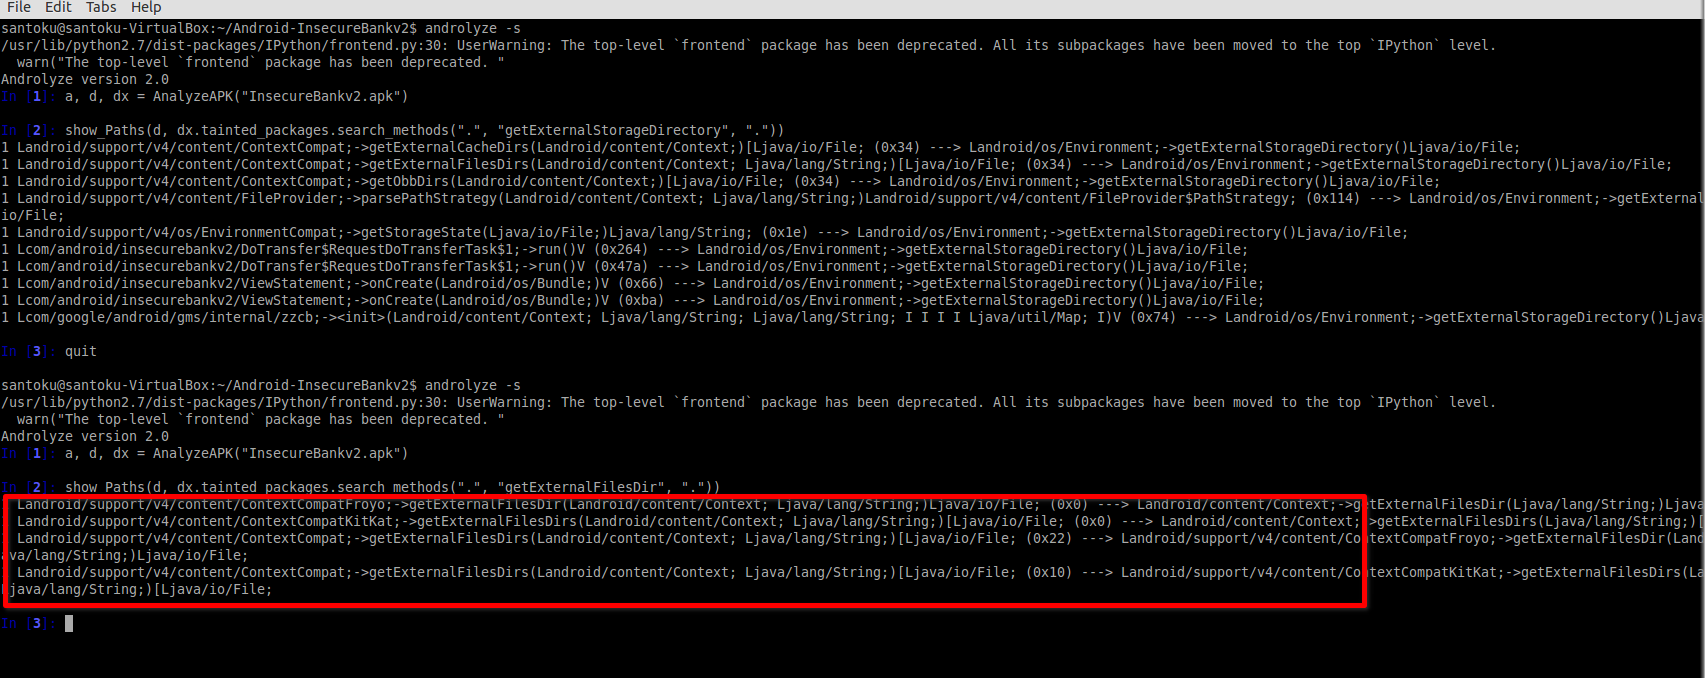 File Edit Tabs Help
santoku@santoku-VirtualBox:~/Android-InsecureBankv2$ androlyze -s
/usr/lib/python2.7/dist-packages/IPython/frontend.py:30: UserWarning: The top-level `frontend` package has been deprecated. All its subpackages have been moved to the top `IPython` level.
  warn("The top-level `frontend` package has been deprecated. "
Androlyze version 2.0
In [1]: a, d, dx = AnalyzeAPK("InsecureBankv2.apk")
In [2]: show_Paths(d, dx.tainted_packages.search_methods(".", "getExternalStorageDirectory", "."))
1 Landroid/support/v4/content/ContextCompat;->getExternalCacheDirs(Landroid/content/Context;)[Ljava/io/File; (0x34) ---> Landroid/os/Environment;->getExternalStorageDirectory()Ljava/io/File;
1 Landroid/support/v4/content/ContextCompat;->getExternalFilesDirs(Landroid/content/Context; Ljava/lang/String;)[Ljava/io/File; (0x34) ---> Landroid/os/Environment;->getExternalStorageDirectory()Ljava/io/File;
1 Landroid/support/v4/content/ContextCompat;->getObbDirs(Landroid/content/Context;)[Ljava/io/File; (0x34) ---> Landroid/os/Environment;->getExternalStorageDirectory()Ljava/io/File;
1 Landroid/support/v4/content/FileProvider;->parsePathStrategy(Landroid/content/Context; Ljava/lang/String;)Landroid/support/v4/content/FileProvider$PathStrategy; (0x114) ---> Landroid/os/Environment;->getExternal
io/File;
1 Landroid/support/v4/os/EnvironmentCompat;->getStorageState(Ljava/io/File;)Ljava/lang/String; (0x1e) ---> Landroid/os/Environment;->getExternalStorageDirectory()Ljava/io/File;
1 Lcom/android/insecurebankv2/DoTransfer$RequestDoTransferTask$1;->run()V (0x264) ---> Landroid/os/Environment;->getExternalStorageDirectory()Ljava/io/File;
1 Lcom/android/insecurebankv2/DoTransfer$RequestDoTransferTask$1;->run()V (0x47a) ---> Landroid/os/Environment;->getExternalStorageDirectory()Ljava/io/File;
1 Lcom/android/insecurebankv2/ViewStatement;->onCreate(Landroid/os/Bundle;)V (0x66) ---> Landroid/os/Environment;->getExternalStorageDirectory()Ljava/io/File;
1 Lcom/android/insecurebankv2/ViewStatement;->onCreate(Landroid/os/Bundle;)V (0xba) ---> Landroid/os/Environment;->getExternalStorageDirectory()Ljava/io/File;
1 Lcom/google/android/gms/internal/zzcb;-><init>(Landroid/content/Context; Ljava/lang/String; Ljava/lang/String; I I I I Ljava/util/Map; I)V (0x74) ---> Landroid/os/Environment;->getExternalStorageDirectory()Ljava
In [3]: quit
santoku@santoku-VirtualBox:~/Android-InsecureBankv2$ androlyze -s
/usr/lib/python2.7/dist-packages/IPython/frontend.py:30: UserWarning: The top-level `frontend` package has been deprecated. All its subpackages have been moved to the top `IPython` level.
  warn("The top-level `frontend` package has been deprecated. "
Androlyze version 2.0
In [1]: a, d, dx = AnalyzeAPK("InsecureBankv2.apk")
In [2]: show_Paths(d, dx.tainted_packages.search_methods(".", "getExternalFilesDir", "."))
Landroid/support/v4/content/ContextCompatFroyo;->getExternalFilesDir(Landroid/content/Context; Ljava/lang/String;)Ljava/io/File; (0x0) ---> Landroid/content/Context;->getExternalFilesDir(Ljava/lang/String;)Ljava
Landroid/support/v4/content/ContextCompatKitKat;->getExternalFilesDirs(Landroid/content/Context; Ljava/lang/String;)[Ljava/io/File; (0x0) ---> Landroid/content/Context;->getExternalFilesDirs(Ljava/lang/String;)[
Landroid/support/v4/content/ContextCompat;->getExternalFilesDirs(Landroid/content/Context; Ljava/lang/String;)[Ljava/io/File; (0x22) ---> Landroid/support/v4/content/ContextCompatFroyo;->getExternalFilesDir(Land
ava/lang/String;)Ljava/io/File;
Landroid/support/v4/content/ContextCompat;->getExternalFilesDirs(Landroid/content/Context; Ljava/lang/String;)[Ljava/io/File; (0x10) ---> Landroid/support/v4/content/ContextCompatKitKat;->getExternalFilesDirs(La
java/lang/String;)[Ljava/io/File;
In [3]: